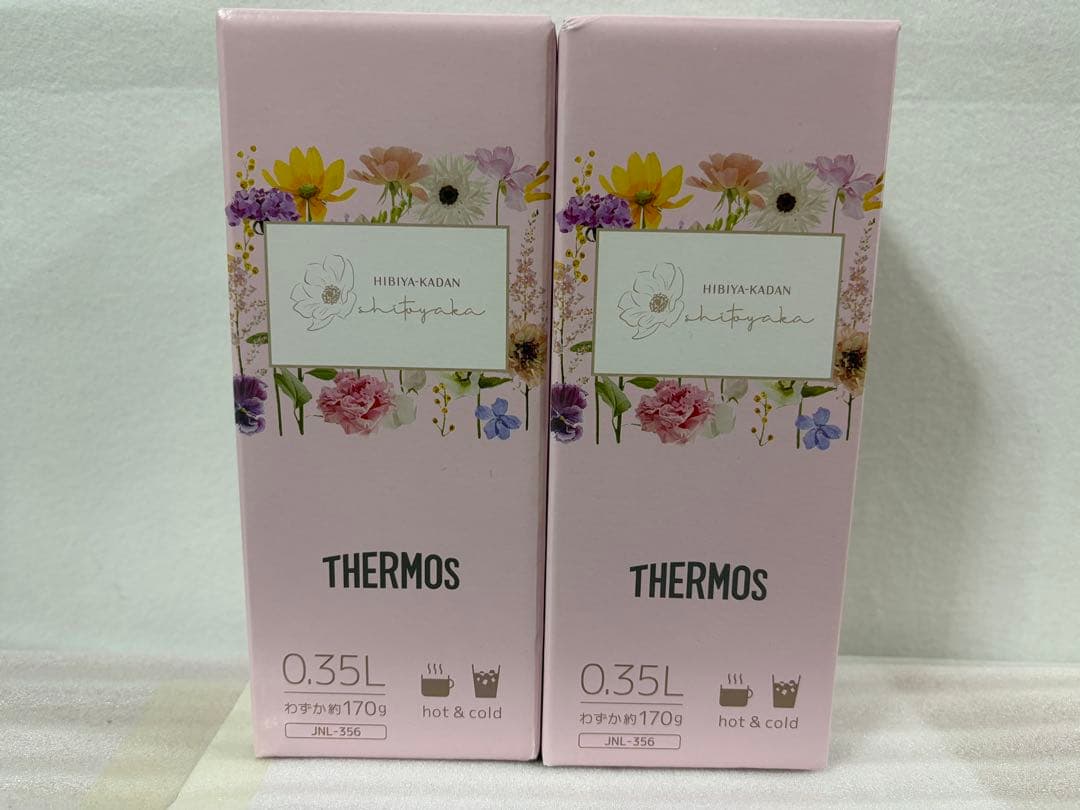 HIBIYA-KADAN
shitoyaka
THERMOS
0.35L
わずか約170g
JNL-356
hot & cold
HIBIYA-KADAN
shitoyaka
THERMOS
0.35L
わずか約170g
JNL-356
hot & cold